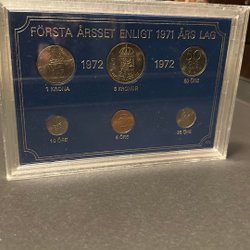 FÖRSTA ÅRSSET ENLIGT 1971 ÅRS LAG
1972 1972
1 KRONA 5 KRONOR 50 ÖRE
10 ÖRE 5 ÖRE 25 ÖRE